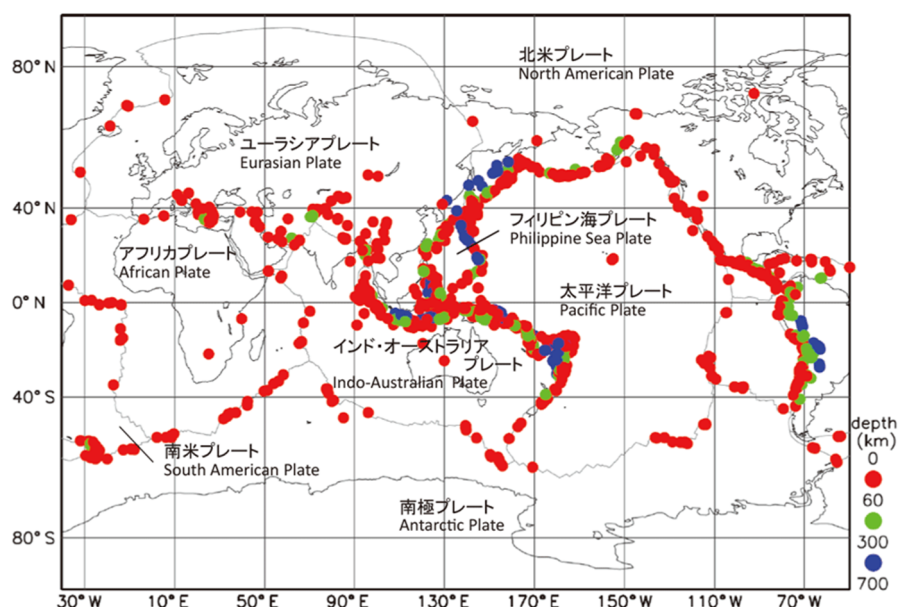 北米プレート
North American Plate
80° N
ユーラシアプレート
Eurasian Plate
40° N
フィリピン海プレート
Philippine Sea Plate
アフリカプレート
African Plate
太平洋プレート
Pacific Plate
0° N
インド・オーストラリア
プレート
Indo-Australian Plate
40° S
南米プレート
South American Plate
南極プレート
Antarctic Plate
80° S
depth
(km)
0
60
300
700
30° W 10° E 50° E 90° E 130° E 170° E 150° W 110° W 70° W